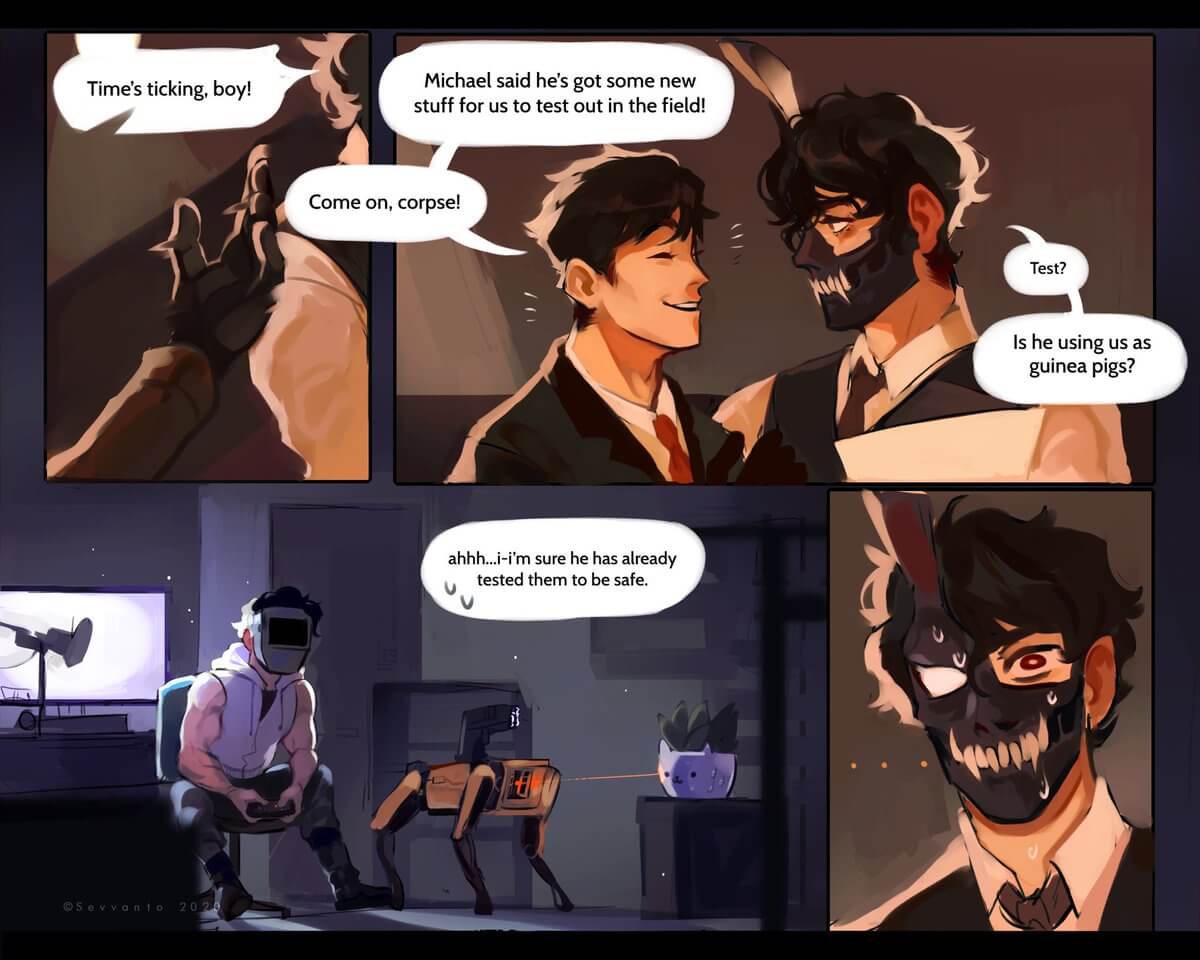 Time's ticking, boy!
Michael said he's got some new
stuff for us to test out in the field!
Come on, corpse!
Test?
Is he using us as
guinea pigs?
ahhh...i-i'm sure he has already
tested them to be safe.
. . .
©Sevvanto 2020